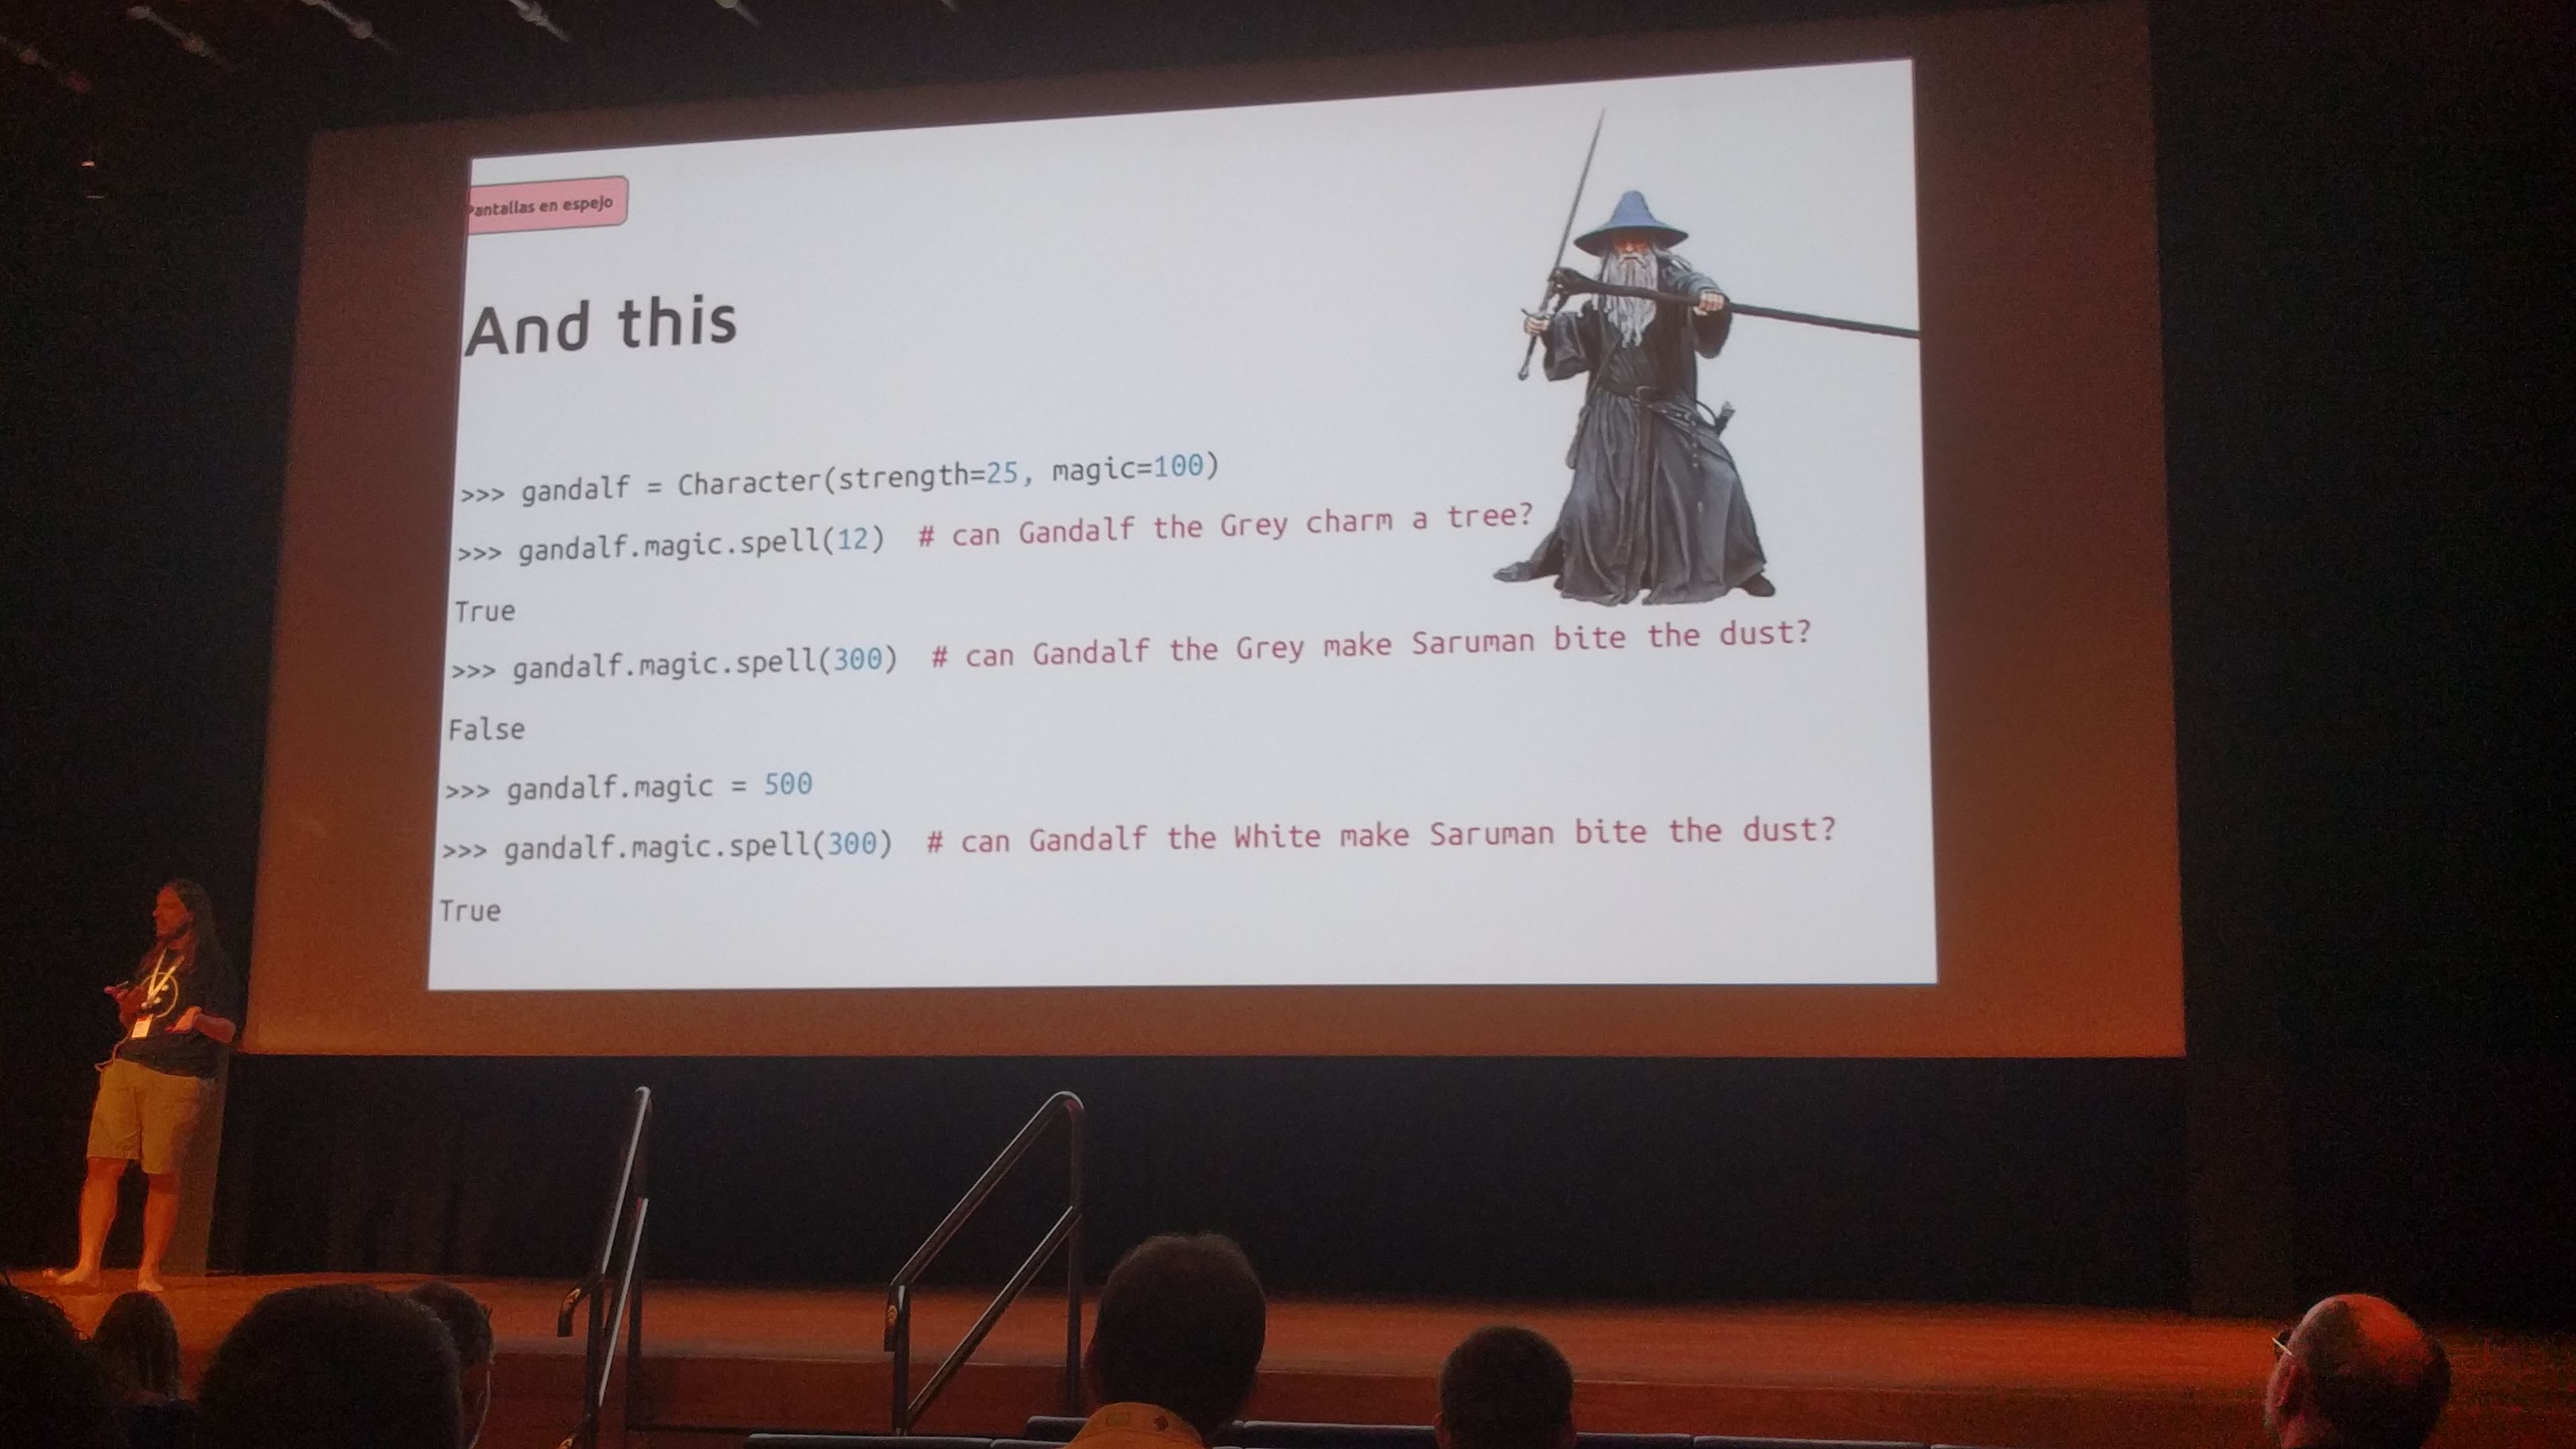 Pantallas en espejo
And this
>>> gandalf = Character(strength=25, magic=100)
>>> gandalf.magic.spell(12)  # can Gandalf the Grey charm a tree?
True
>>> gandalf.magic.spell(300)  # can Gandalf the Grey make Saruman bite the dust?
False
>>> gandalf.magic = 500
>>> gandalf.magic.spell(300)  # can Gandalf the White make Saruman bite the dust?
True